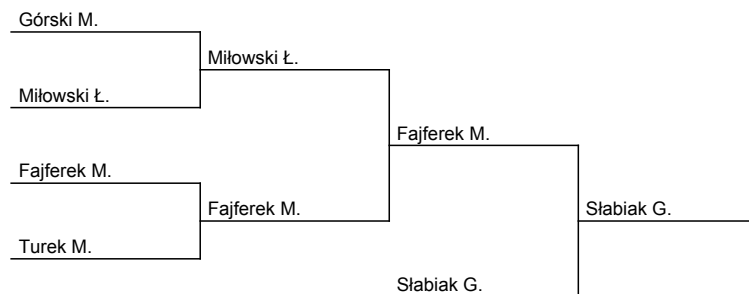 Górski M.
Miłowski Ł.
Miłowski Ł.
Fajferek M.
Fajferek M.
Fajferek M.
Słabiak G.
Turek M.
Słabiak G.